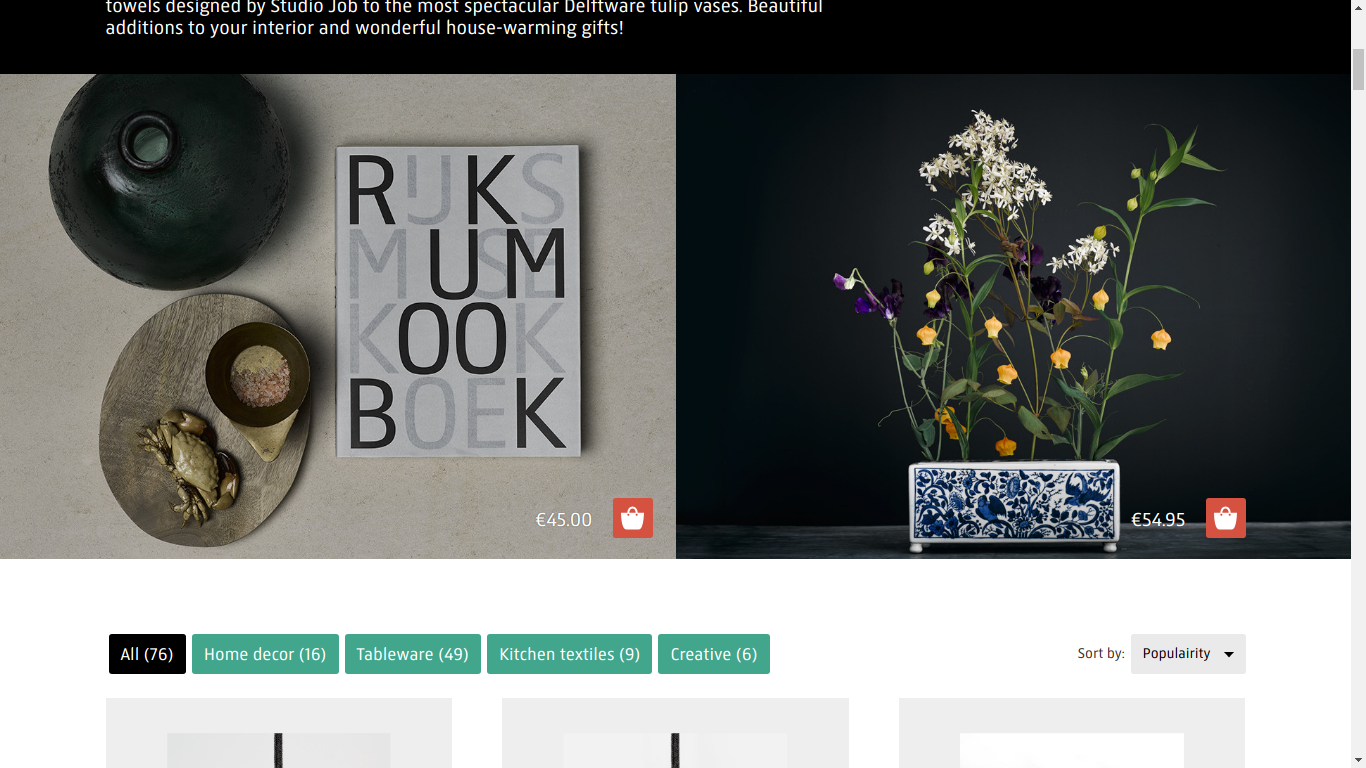 towels designed by Studio Job to the most spectacular Delftware tulip vases. Beautiful
additions to your interior and wonderful house-warming gifts!
RIJKS
MUSEUM
KOOK
BOEK
€45.00
€54.95
All (76)
Home decor (16)
Tableware (49)
Kitchen textiles (9)
Creative (6)
Sort by:
Populairity